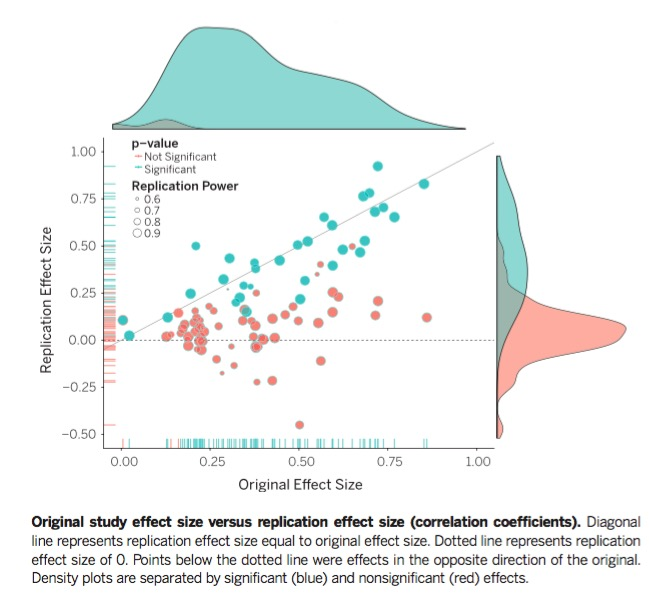 p-value
Not Significant
Significant
Replication Power
0.6
0.7
0.8
0.9
1.00
0.75
0.50
0.25
0.00
−0.25
−0.50
Replication Effect Size
0.00
0.25
0.50
0.75
1.00
Original Effect Size
Original study effect size versus replication effect size (correlation coefficients). Diagonal
line represents replication effect size equal to original effect size. Dotted line represents replication
effect size of 0. Points below the dotted line were effects in the opposite direction of the original.
Density plots are separated by significant (blue) and nonsignificant (red) effects.